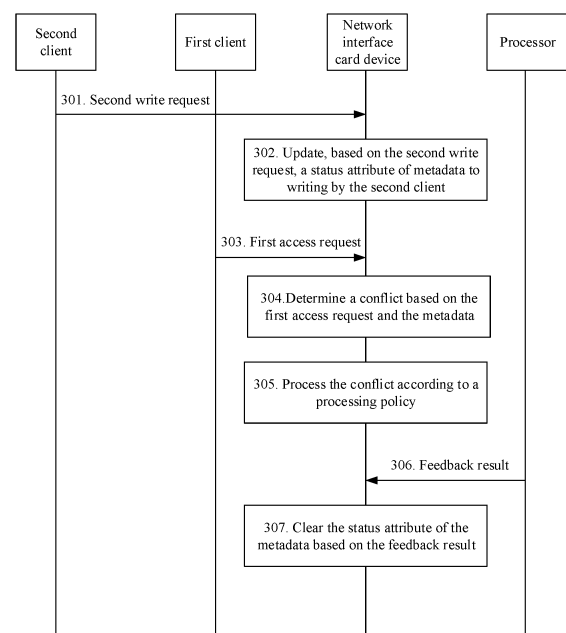 Second
client
First client
Network
interface
card device
Processor
301. Second write request
302. Update, based on the second write
request, a status attribute of metadata to
writing by the second client
303. First access request
304.Determine a conflict based on the
first access request and the metadata
305. Process the conflict according to a
processing policy
306. Feedback result
307. Clear the status attribute of the
metadata based on the feedback result